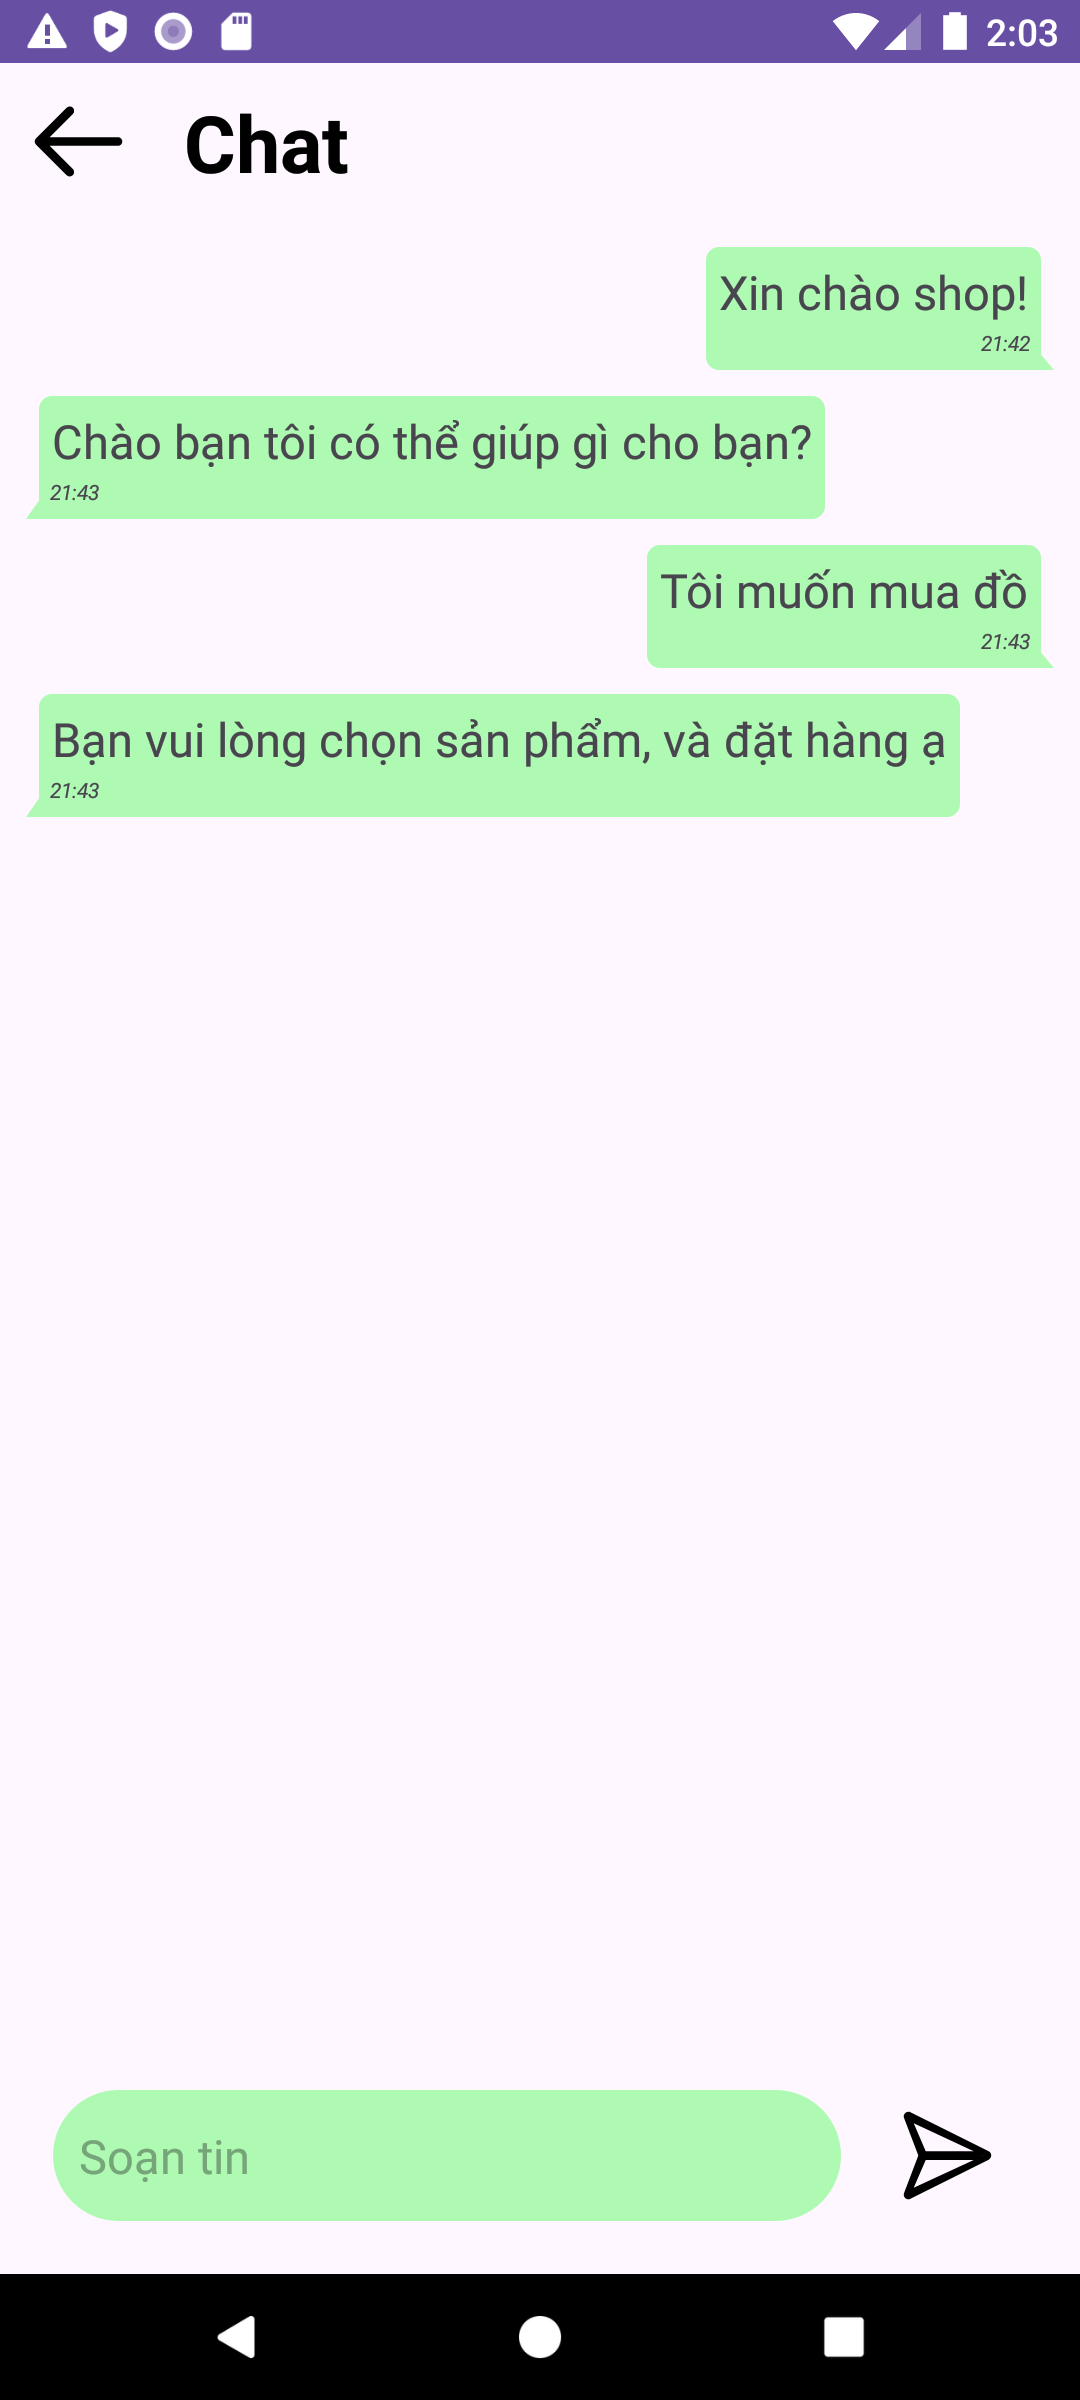 2:03
Chat
Xin chào shop!
21:42
Chào bạn tôi có thể giúp gì cho bạn?
21:43
Tôi muốn mua đồ
21:43
Bạn vui lòng chọn sản phẩm, và đặt hàng ạ
21:43
Soạn tin